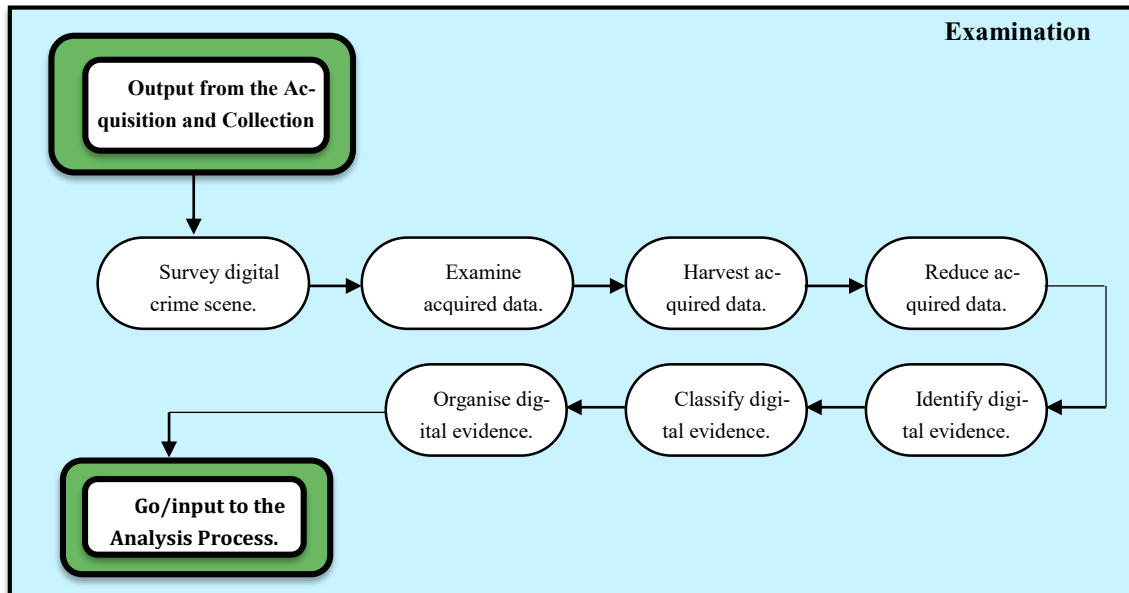 Examination
Output from the Ac-
quisition and Collection
Survey digital
crime scene.
Examine
acquired data.
Harvest ac-
quired data.
Reduce ac-
quired data.
Identify digi-
tal evidence.
Classify digi-
tal evidence.
Organise dig-
ital evidence.
Go/input to the
Analysis Process.